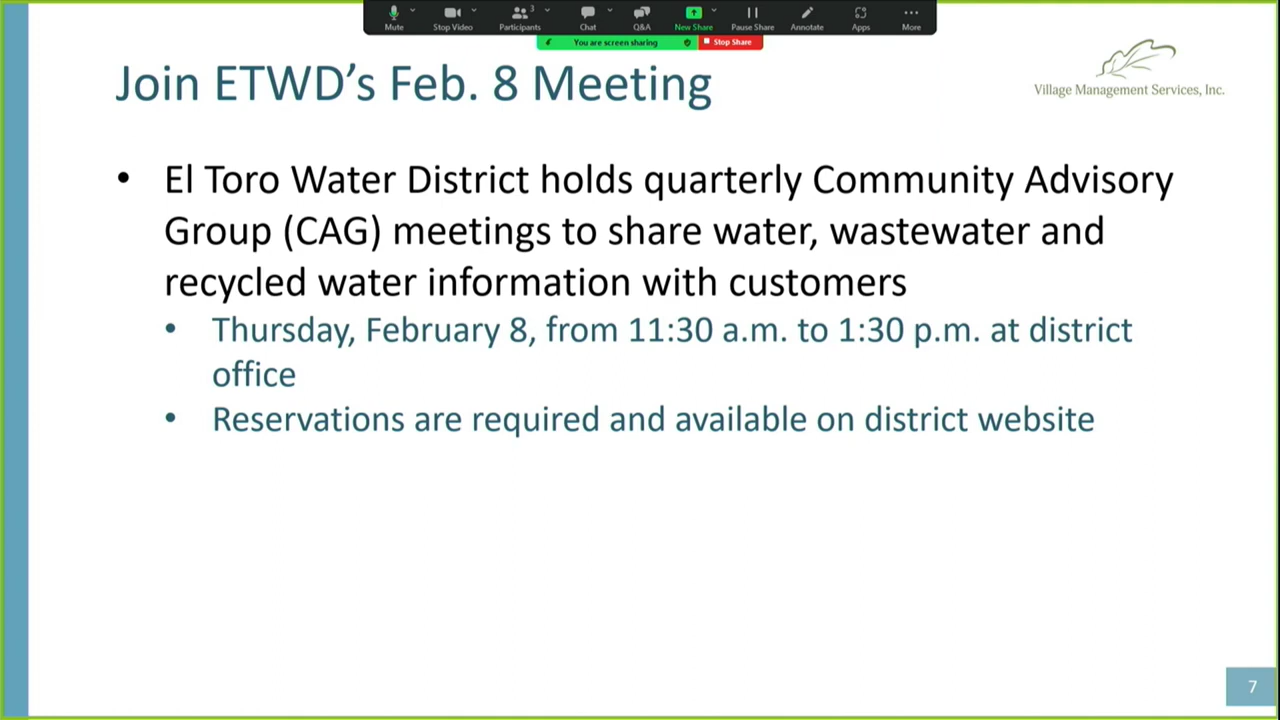 Mute Stop Video Participants 3 Chat Q&A New Share Pause Share Annotate Apps More
You are screen sharing Stop Share
Join ETWD’s Feb. 8 Meeting
Village Management Services, Inc.
• El Toro Water District holds quarterly Community Advisory
Group (CAG) meetings to share water, wastewater and
recycled water information with customers
• Thursday, February 8, from 11:30 a.m. to 1:30 p.m. at district
office
• Reservations are required and available on district website
7